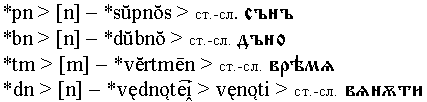 *pn > [n] – *sŭpnŏs > ст.-сл. сънъ
*bn > [n] – *dŭbnŏ > ст.-сл. дъно
*tm > [m] – *vĕrtmēn > ст.-сл. врѣмѧ
*dn > [n] – *vędnǫtē͡i̯ > vęnǫti > ст.-сл. вѧнѫти